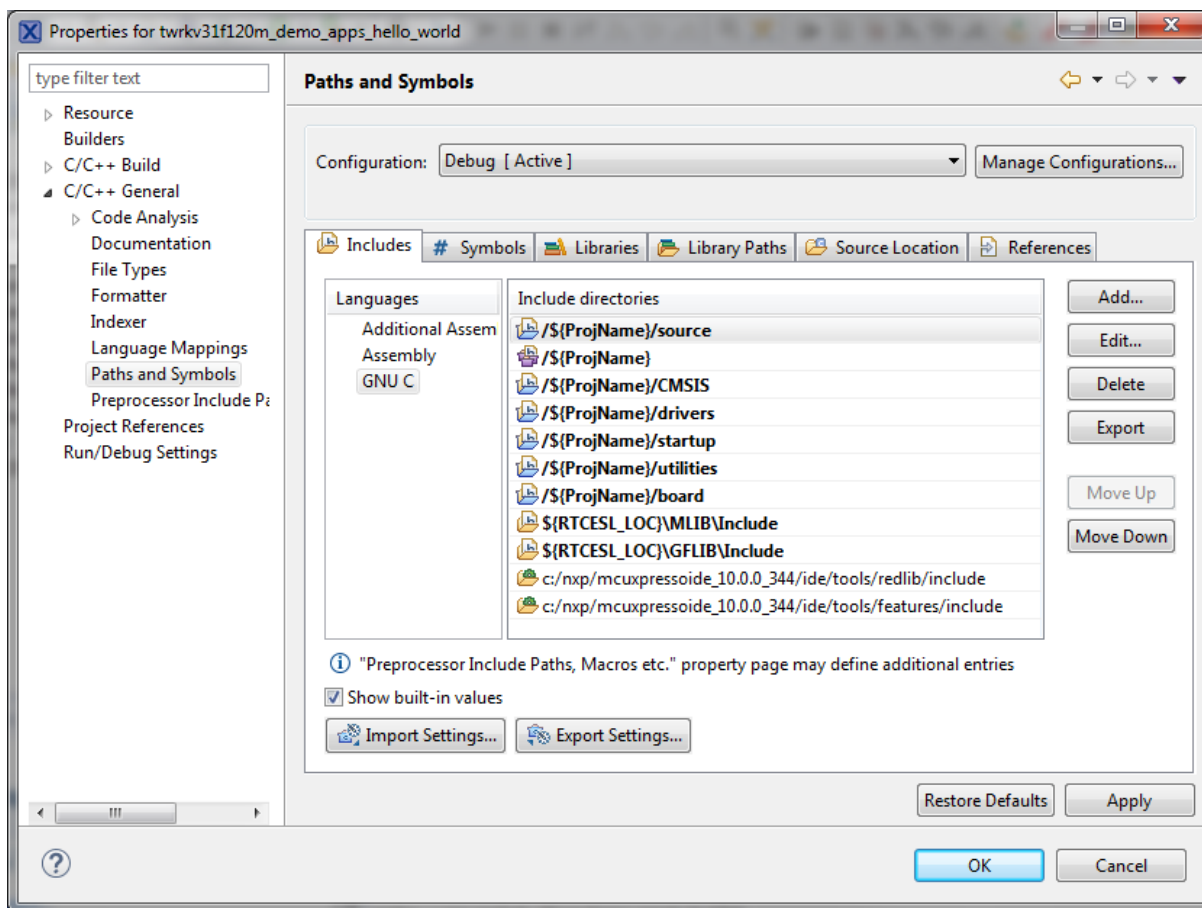 Properties for twrkv31f120m_demo_apps_hello_world
type filter text
Resource
Builders
C/C++ Build
C/C++ General
Code Analysis
Documentation
File Types
Formatter
Indexer
Language Mappings
Paths and Symbols
Preprocessor Include Pa
Project References
Run/Debug Settings
Paths and Symbols
Configuration: Debug [ Active ] Manage Configurations...
Includes # Symbols Libraries Library Paths Source Location References
Languages
Additional Assem
Assembly
GNU C
Include directories
/${ProjName}/source
/${ProjName}
/${ProjName}/CMSIS
/${ProjName}/drivers
/${ProjName}/startup
/${ProjName}/utilities
/${ProjName}/board
${RTCESL_LOC}\MLIB\Include
${RTCESL_LOC}\GFLIB\Include
c:/nxp/mcuxpressoide_10.0.0_344/ide/tools/redlib/include
c:/nxp/mcuxpressoide_10.0.0_344/ide/tools/features/include
Add...
Edit...
Delete
Export
Move Up
Move Down
"Preprocessor Include Paths, Macros etc." property page may define additional entries
Show built-in values
Import Settings... Export Settings...
Restore Defaults Apply
OK Cancel